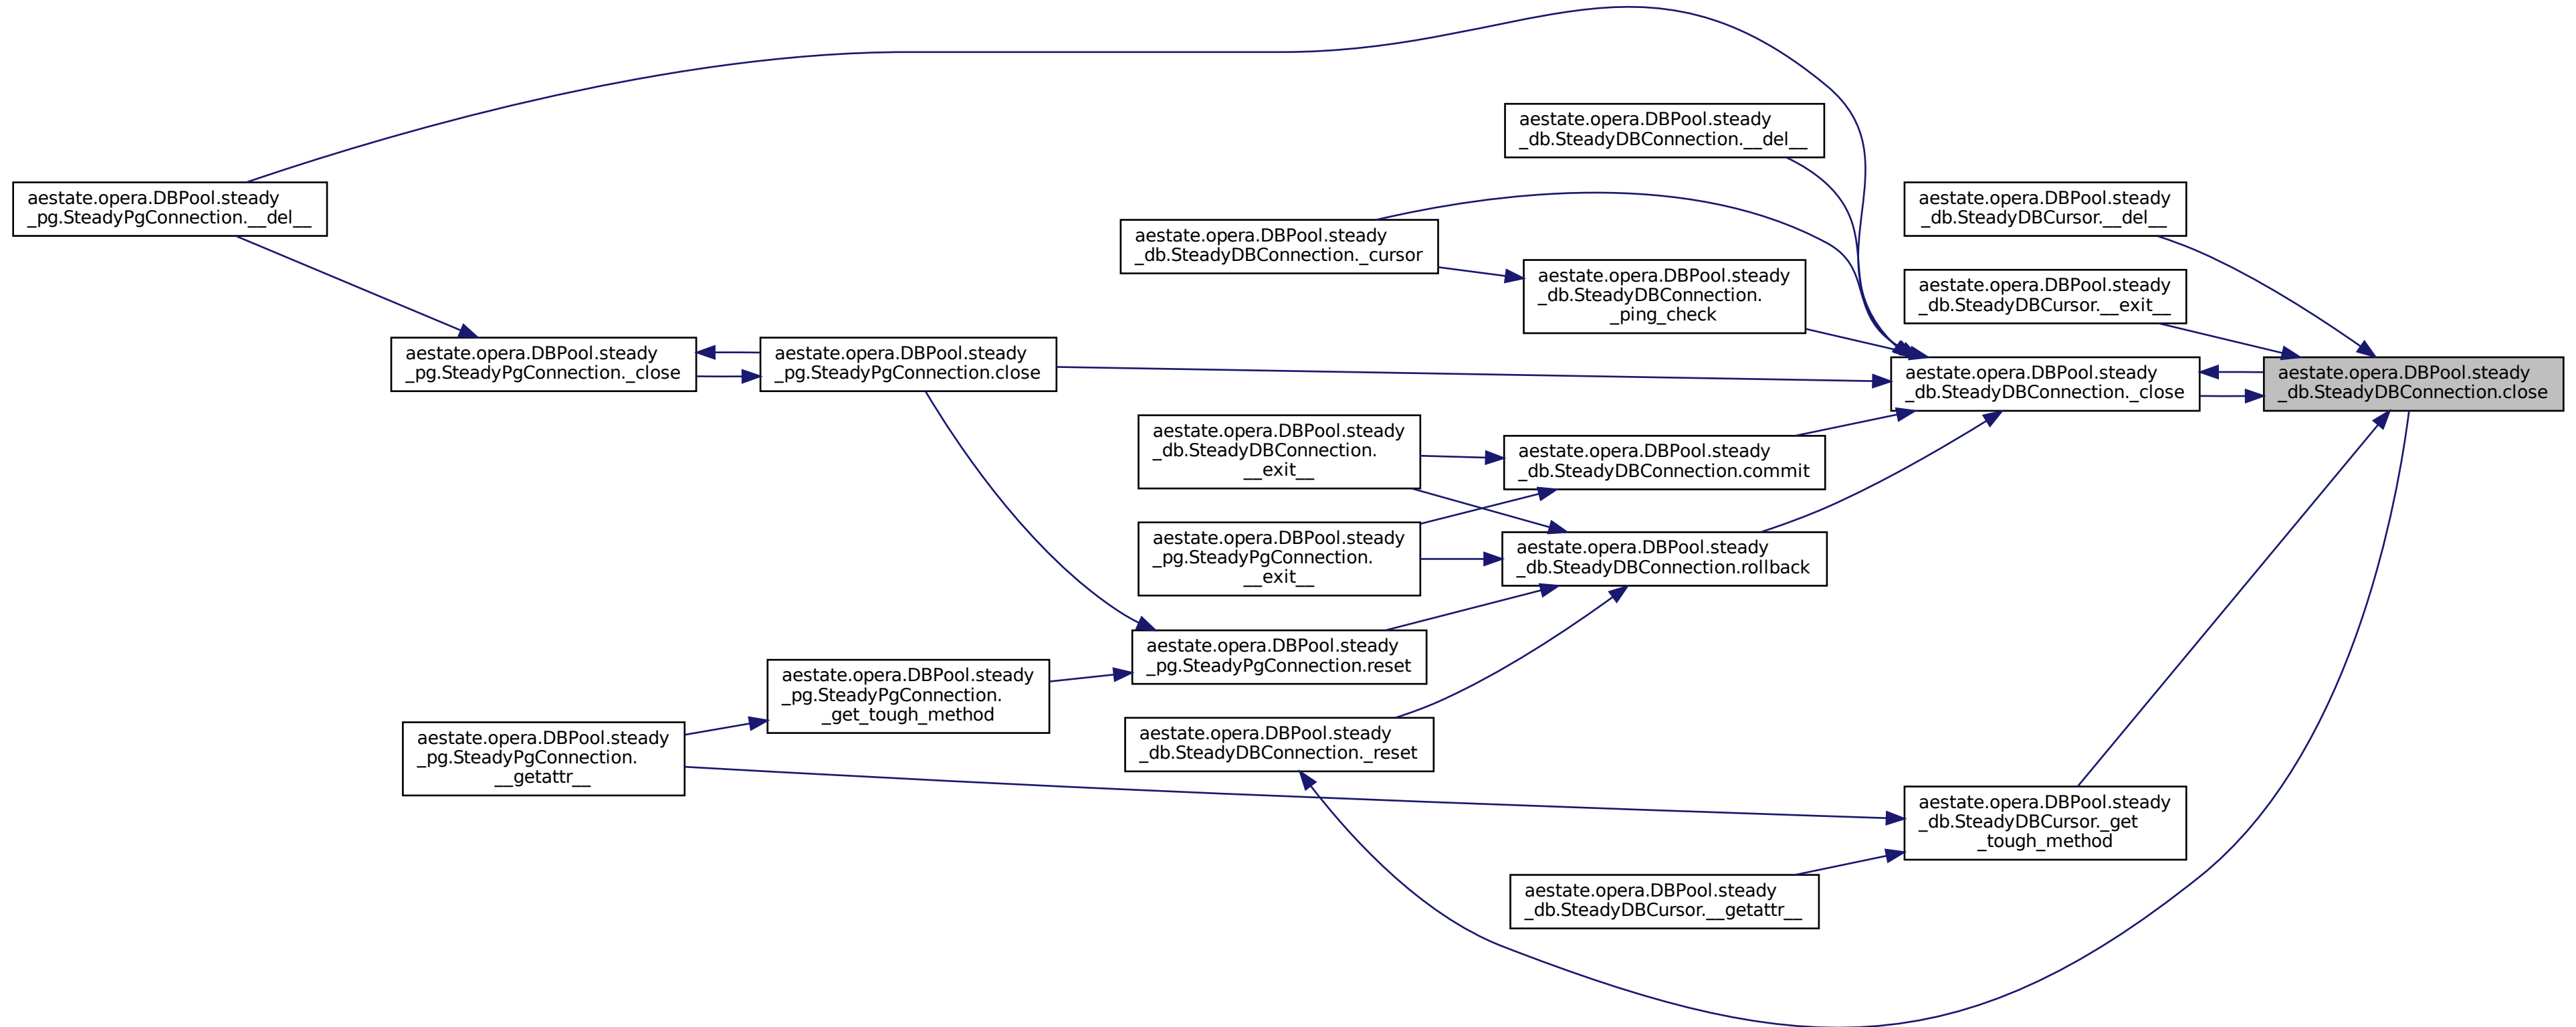 aestate.opera.DBPool.steady
_db.SteadyDBConnection.__del__
aestate.opera.DBPool.steady
_pg.SteadyPgConnection.__del__
aestate.opera.DBPool.steady
_db.SteadyDBCursor.__del__
aestate.opera.DBPool.steady
_db.SteadyDBConnection._cursor
aestate.opera.DBPool.steady
_db.SteadyDBConnection.
_ping_check
aestate.opera.DBPool.steady
_db.SteadyDBCursor.__exit__
aestate.opera.DBPool.steady
_pg.SteadyPgConnection._close
aestate.opera.DBPool.steady
_pg.SteadyPgConnection.close
aestate.opera.DBPool.steady
_db.SteadyDBConnection._close
aestate.opera.DBPool.steady
_db.SteadyDBConnection.close
aestate.opera.DBPool.steady
_db.SteadyDBConnection.
__exit__
aestate.opera.DBPool.steady
_db.SteadyDBConnection.commit
aestate.opera.DBPool.steady
_pg.SteadyPgConnection.
__exit__
aestate.opera.DBPool.steady
_db.SteadyDBConnection.rollback
aestate.opera.DBPool.steady
_pg.SteadyPgConnection.reset
aestate.opera.DBPool.steady
_pg.SteadyPgConnection.
_get_tough_method
aestate.opera.DBPool.steady
_pg.SteadyPgConnection.
__getattr__
aestate.opera.DBPool.steady
_db.SteadyDBConnection._reset
aestate.opera.DBPool.steady
_db.SteadyDBCursor._get
_tough_method
aestate.opera.DBPool.steady
_db.SteadyDBCursor.__getattr__